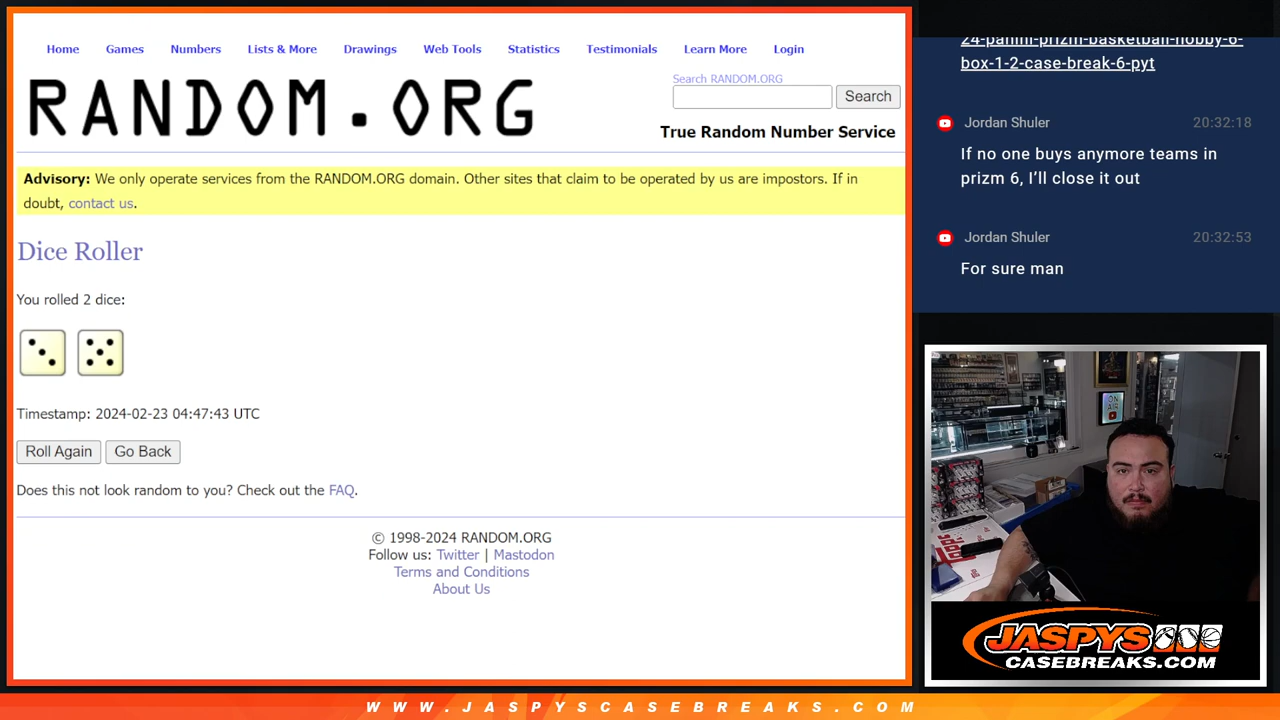 Home Games Numbers Lists & More Drawings Web Tools Statistics Testimonials Learn More Login
RANDOM.ORG
Search RANDOM.ORG
Search
True Random Number Service
Advisory: We only operate services from the RANDOM.ORG domain. Other sites that claim to be operated by us are impostors. If in
doubt, contact us.
Dice Roller
You rolled 2 dice:
Timestamp: 2024-02-23 04:47:43 UTC
Roll Again Go Back
Does this not look random to you? Check out the FAQ.
© 1998-2024 RANDOM.ORG
Follow us: Twitter | Mastodon
Terms and Conditions
About Us
24-panini-prizm-basketball-hobby-6-
box-1-2-case-break-6-pyt
Jordan Shuler 20:32:18
If no one buys anymore teams in
prizm 6, I’ll close it out
Jordan Shuler 20:32:53
For sure man
ON
AIR
JASPYS
CASEBREAKS.COM
WWW.JASPYSCASEBREAKS.COM